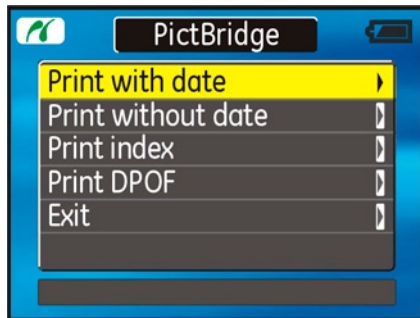 PictBridge
Print with date
Print without date
Print index
Print DPOF
Exit